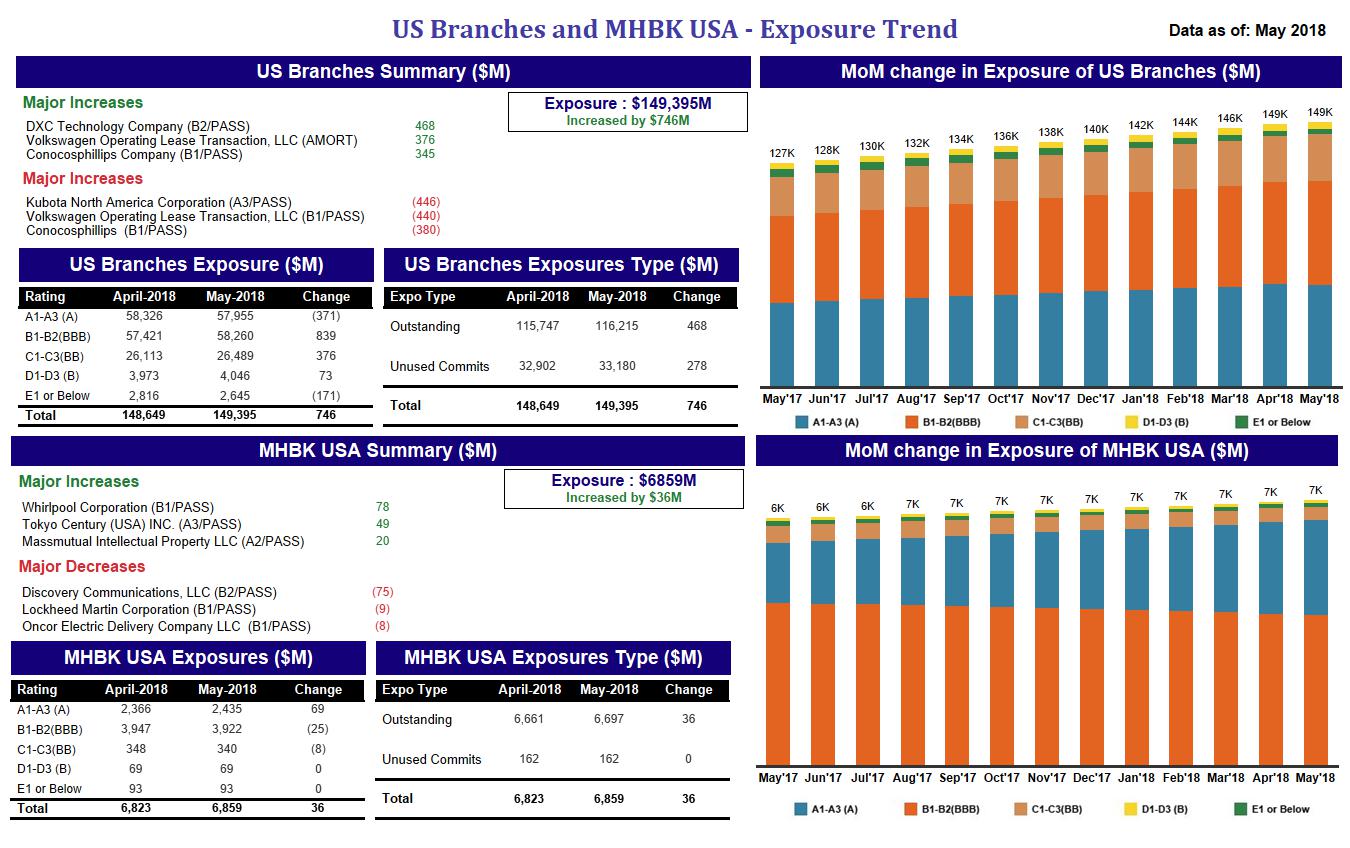 US Branches and MHBK USA - Exposure Trend
Data as of: May 2018
US Branches Summary ($M)
Major Increases
Exposure : $149,395M
Increased by $746M
DXC Technology Company (B2/PASS) 468
Volkswagen Operating Lease Transaction, LLC (AMORT) 376
Conocosphillips Company (B1/PASS) 345
Major Increases
Kubota North America Corporation (A3/PASS) (446)
Volkswagen Operating Lease Transaction, LLC (B1/PASS) (440)
Conocosphillips (B1/PASS) (380)
US Branches Exposure ($M)
Rating April-2018 May-2018 Change
A1-A3 (A) 58,326 57,955 (371)
B1-B2(BBB) 57,421 58,260 839
C1-C3(BB) 26,113 26,489 376
D1-D3 (B) 3,973 4,046 73
E1 or Below 2,816 2,645 (171)
Total 148,649 149,395 746
US Branches Exposures Type ($M)
Expo Type April-2018 May-2018 Change
Outstanding 115,747 116,215 468
Unused Commits 32,902 33,180 278
Total 148,649 149,395 746
MoM change in Exposure of US Branches ($M)
127K 128K 130K 132K 134K 136K 138K 140K 142K 144K 146K 149K 149K
May'17 Jun'17 Jul'17 Aug'17 Sep'17 Oct'17 Nov'17 Dec'17 Jan'18 Feb'18 Mar'18 Apr'18 May'18
A1-A3 (A) B1-B2(BBB) C1-C3(BB) D1-D3 (B) E1 or Below
MHBK USA Summary ($M)
Major Increases
Exposure : $6859M
Increased by $36M
Whirlpool Corporation (B1/PASS) 78
Tokyo Century (USA) INC. (A3/PASS) 49
Massmutual Intellectual Property LLC (A2/PASS) 20
Major Decreases
Discovery Communications, LLC (B2/PASS) (75)
Lockheed Martin Corporation (B1/PASS) (9)
Oncor Electric Delivery Company LLC (B1/PASS) (8)
MHBK USA Exposures ($M)
Rating April-2018 May-2018 Change
A1-A3 (A) 2,366 2,435 69
B1-B2(BBB) 3,947 3,922 (25)
C1-C3(BB) 348 340 (8)
D1-D3 (B) 69 69 0
E1 or Below 93 93 0
Total 6,823 6,859 36
MHBK USA Exposures Type ($M)
Expo Type April-2018 May-2018 Change
Outstanding 6,661 6,697 36
Unused Commits 162 162 0
Total 6,823 6,859 36
MoM change in Exposure of MHBK USA ($M)
6K 6K 6K 7K 7K 7K 7K 7K 7K 7K 7K 7K 7K
May'17 Jun'17 Jul'17 Aug'17 Sep'17 Oct'17 Nov'17 Dec'17 Jan'18 Feb'18 Mar'18 Apr'18 May'18
A1-A3 (A) B1-B2(BBB) C1-C3(BB) D1-D3 (B) E1 or Below